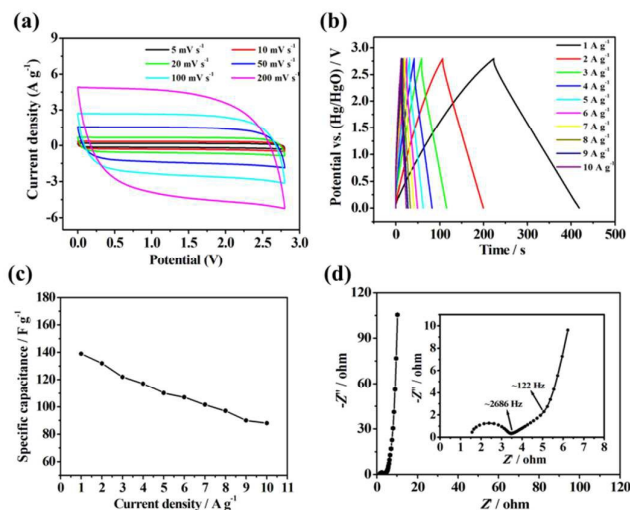 (a)
5 mV s⁻¹ 10 mV s⁻¹
20 mV s⁻¹ 50 mV s⁻¹
100 mV s⁻¹ 200 mV s⁻¹
Current density (A g⁻¹)
9
6
3
0
-3
-6
0.0 0.5 1.0 1.5 2.0 2.5 3.0
Potential (V)
(b)
Potential vs. (Hg/HgO) / V
3.0
2.5
2.0
1.5
1.0
0.5
0.0
1 A g⁻¹
2 A g⁻¹
3 A g⁻¹
4 A g⁻¹
5 A g⁻¹
6 A g⁻¹
7 A g⁻¹
8 A g⁻¹
9 A g⁻¹
10 A g⁻¹
0 100 200 300 400 500
Time / s
(c)
Specific capacitance / F g⁻¹
180
160
140
120
100
80
60
0 1 2 3 4 5 6 7 8 9 10 11
Current density / A g⁻¹
(d)
-Z'' / ohm
-120
-90
-60
-30
0
0 20 40 60 80 100 120
Z' / ohm
-Z'' / ohm
10
8
6
4
2
0
~2686 Hz
~122 Hz
0 1 2 3 4 5 6 7
Z' / ohm